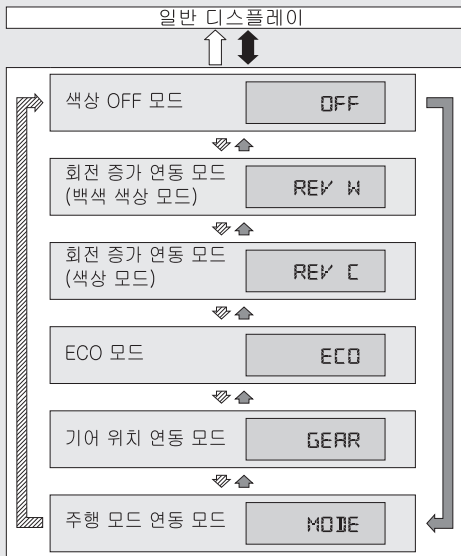 일반 디스플레이
색상 OFF 모드
OFF
회전 증가 연동 모드
(백색 색상 모드)
REV W
회전 증가 연동 모드
(색상 모드)
REV C
ECO 모드
ECO
기어 위치 연동 모드
GEAR
주행 모드 연동 모드
MODE